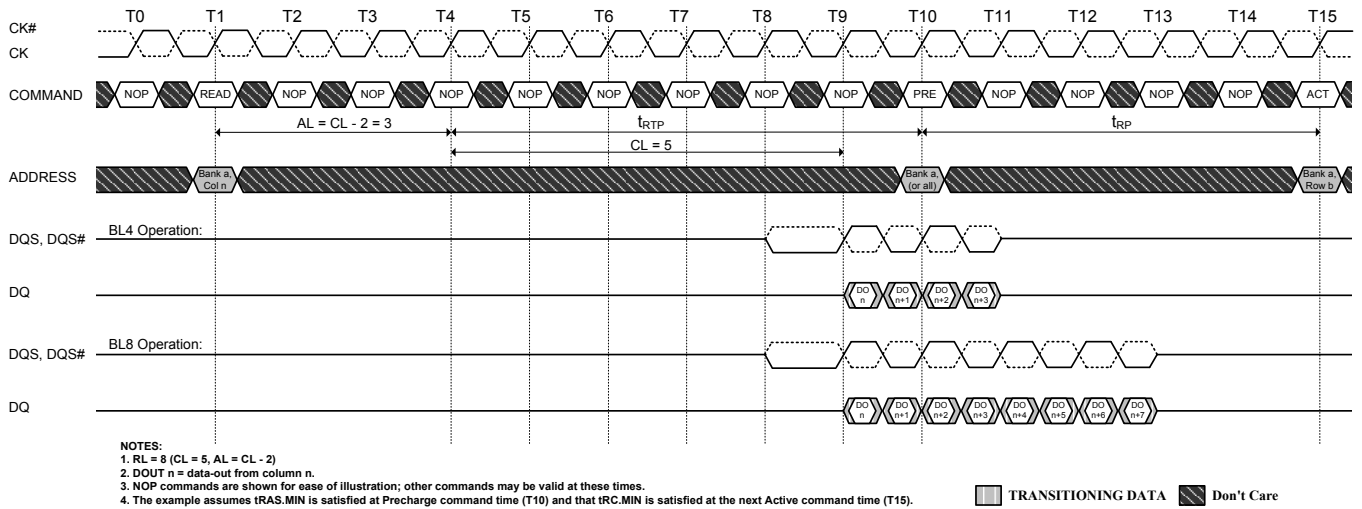 T0 T1 T2 T3 T4 T5 T6 T7 T8 T9 T10 T11 T12 T13 T14 T15
CK#
CK
COMMAND NOP READ NOP NOP NOP NOP NOP NOP NOP NOP PRE NOP NOP NOP NOP ACT
AL = CL - 2 = 3 tRTP tRP
CL = 5
ADDRESS Bank a, Col n Bank a, (or all) Bank a, Row b
BL4 Operation:
DQS, DQS#
DQ DO n DO n+1 DO n+2 DO n+3
BL8 Operation:
DQS, DQS#
DQ DO n DO n+1 DO n+2 DO n+3 DO n+4 DO n+5 DO n+6 DO n+7
NOTES:
1. RL = 8 (CL = 5, AL = CL - 2)
2. DOUT n = data-out from column n.
3. NOP commands are shown for ease of illustration; other commands may be valid at these times.
4. The example assumes tRAS.MIN is satisfied at Precharge command time (T10) and that tRC.MIN is satisfied at the next Active command time (T15).
TRANSITIONING DATA Don't Care